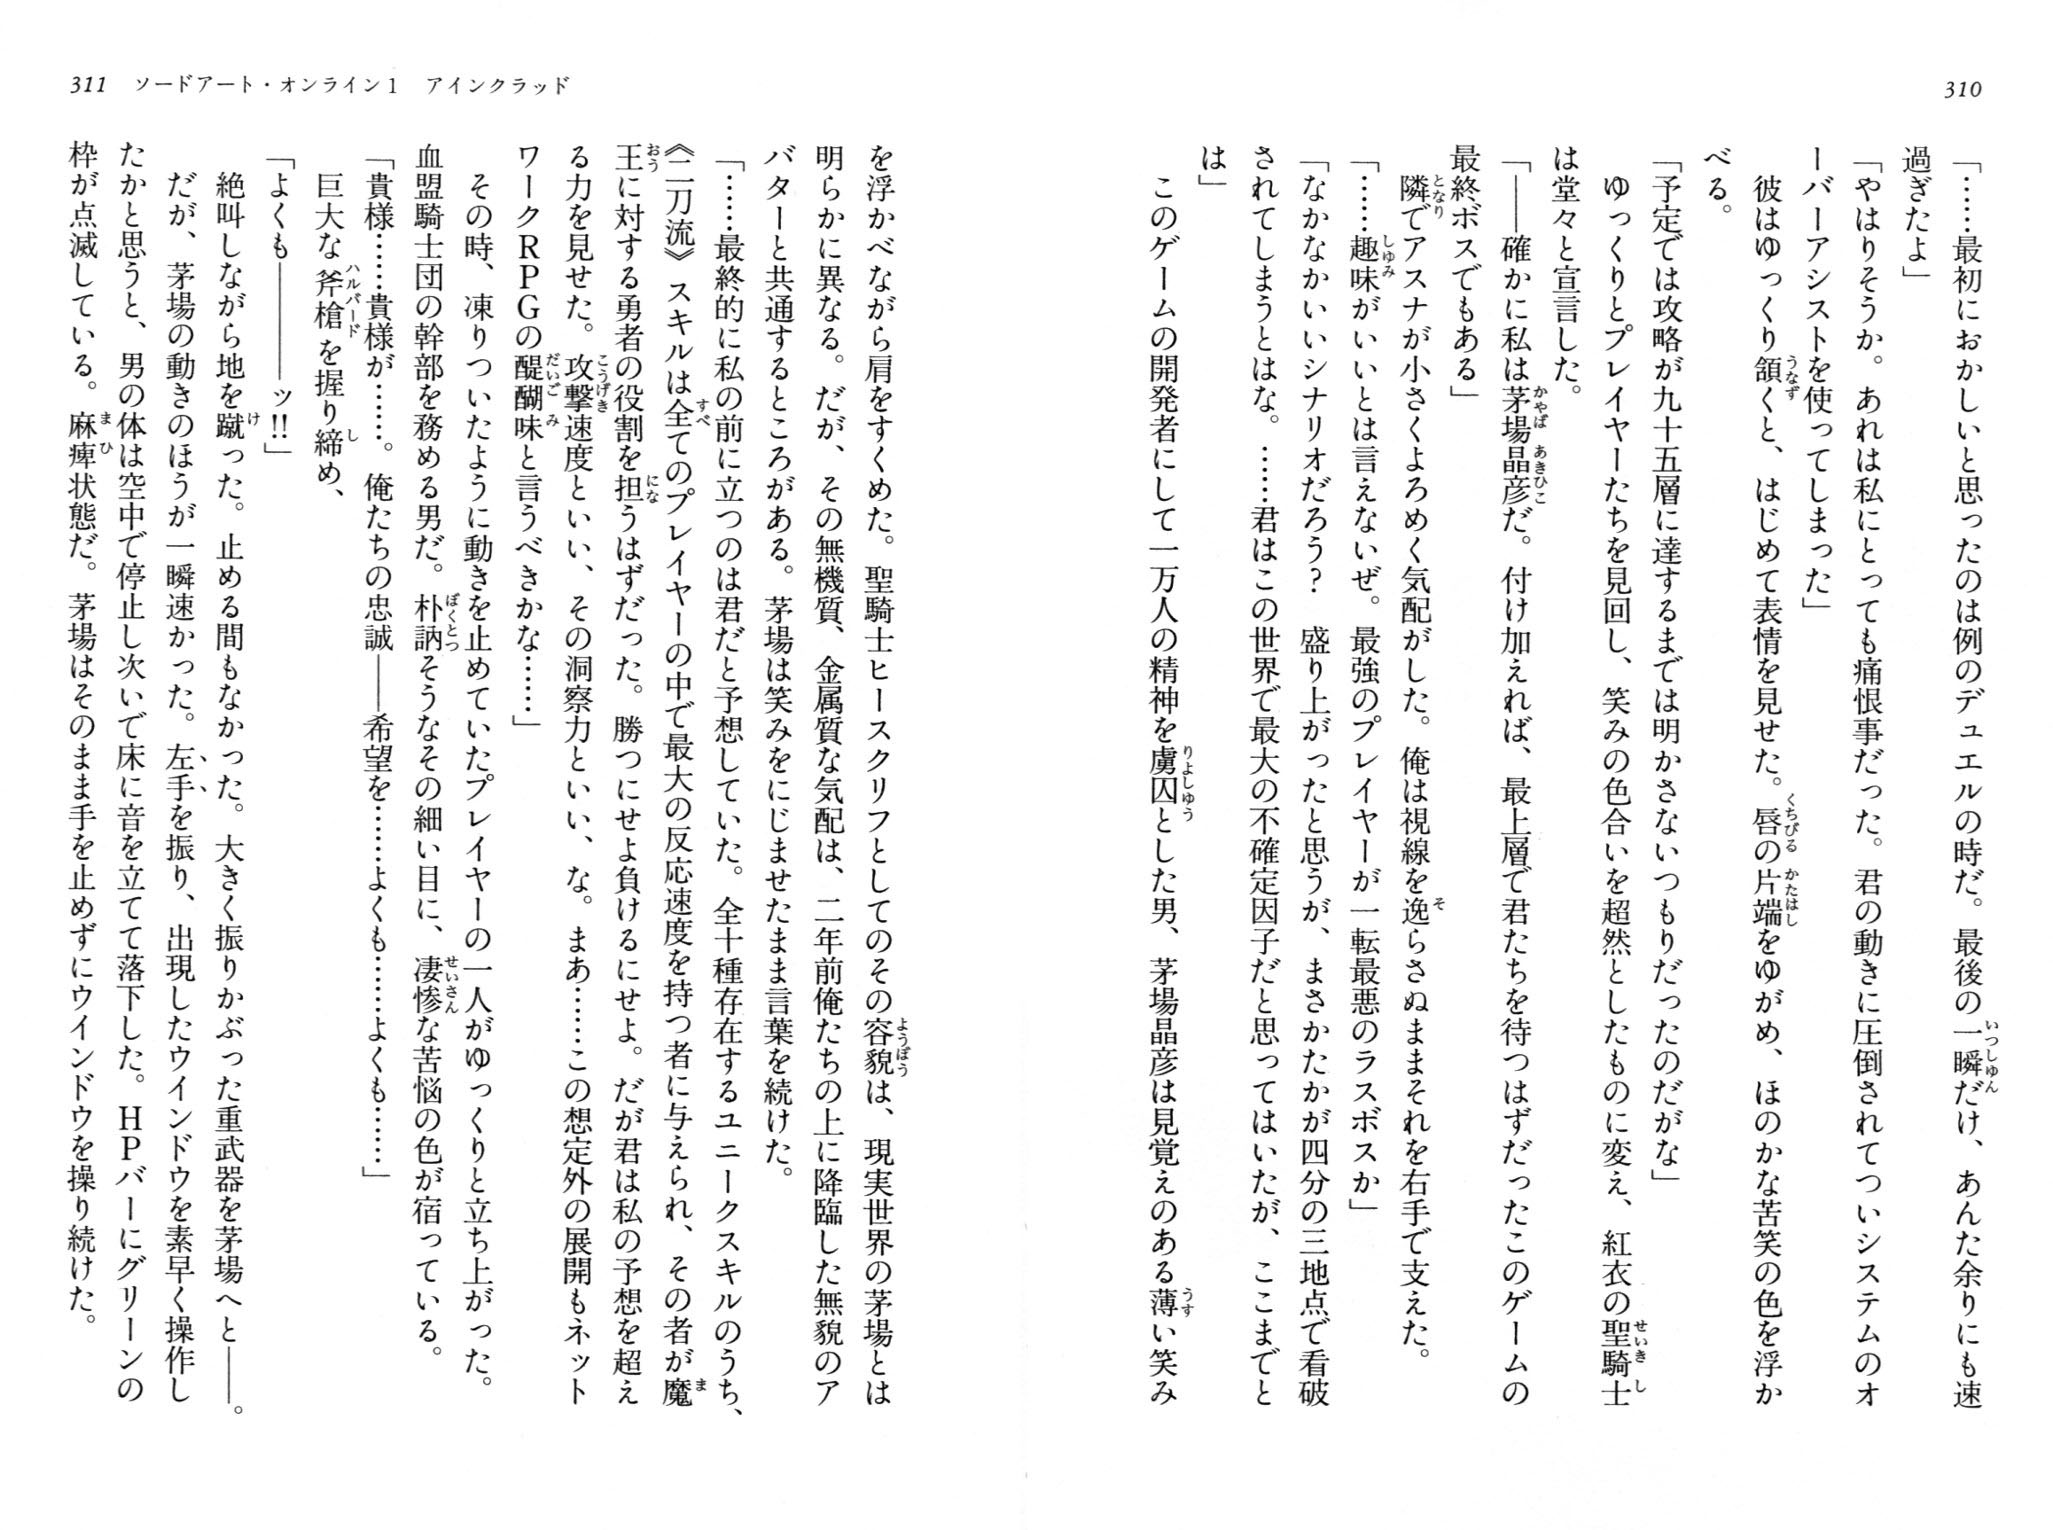 310
「……最初におかしいと思ったのは例のデュエルの時だ。最後の一瞬だけ、あんた余りにも速
過ぎたよ」
「やはりそうか。あれは私にとっても痛恨事だった。君の動きに圧倒されてついシステムのオ
ーバーアシストを使ってしまった」
彼はゆっくり頷くと、はじめて表情を見せた。唇の片端をゆがめ、ほのかな苦笑の色を浮か
べる。
「予定では攻略が九十五層に達するまでは明かさないつもりだったのだがな」
ゆっくりとプレイヤーたちを見回し、笑みの色合いを超然としたものに変え、紅衣の聖騎士
は堂々と宣言した。
「――確かに私は茅場晶彦だ。付け加えれば、最上層で君たちを待つはずだったこのゲームの
最終ボスでもある」
隣でアスナが小さくよろめく気配がした。俺は視線を逸らさぬままそれを右手で支えた。
「……趣味がいいとは言えないぜ。最強のプレイヤーが一転最悪のラスボスか」
「なかなかいいシナリオだろう？　盛り上がったと思うが、まさかたかが四分の三地点で看破
されてしまうとはな。……君はこの世界で最大の不確定因子だと思ってはいたが、ここまでと
は」
このゲームの開発者にして一万人の精神を虜囚とした男、茅場晶彦は見覚えのある薄い笑み
311　ソードアート・オンライン1　アインクラッド
を浮かべながら肩をすくめた。聖騎士ヒースクリフとしてのその容貌は、現実世界の茅場とは
明らかに異なる。だが、その無機質、金属質な気配は、二年前俺たちの上に降臨した無貌のア
バターと共通するところがある。茅場は笑みをにじませたまま言葉を続けた。
「……最終的に私の前に立つのは君だと予想していた。全十種存在するユニークスキルのうち、
《二刀流》スキルは全てのプレイヤーの中で最大の反応速度を持つ者に与えられ、その者が魔
王に対する勇者の役割を担うはずだった。勝つにせよ負けるにせよ。だが君は私の予想を超え
る力を見せた。攻撃速度といい、その洞察力といい、な。まあ……この想定外の展開もネット
ワークRPGの醍醐味と言うべきかな……」
その時、凍りついたように動きを止めていたプレイヤーの一人がゆっくりと立ち上がった。
血盟騎士団の幹部を務める男だ。朴訥そうなその細い目に、凄惨な苦悩の色が宿っている。
「貴様……貴様が……。俺たちの忠誠――希望を……よくも……よくも……」
巨大な斧槍を握り締め、
「よくも――――ッ!!」
絶叫しながら地を蹴った。止める間もなかった。大きく振りかぶった重武器を茅場へと――。
だが、茅場の動きのほうが一瞬速かった。左手を振り、出現したウインドウを素早く操作し
たかと思うと、男の体は空中で停止し次いで床に音を立てて落下した。HPバーにグリーンの
枠が点滅している。麻痺状態だ。茅場はそのまま手を止めずにウインドウを操り続けた。